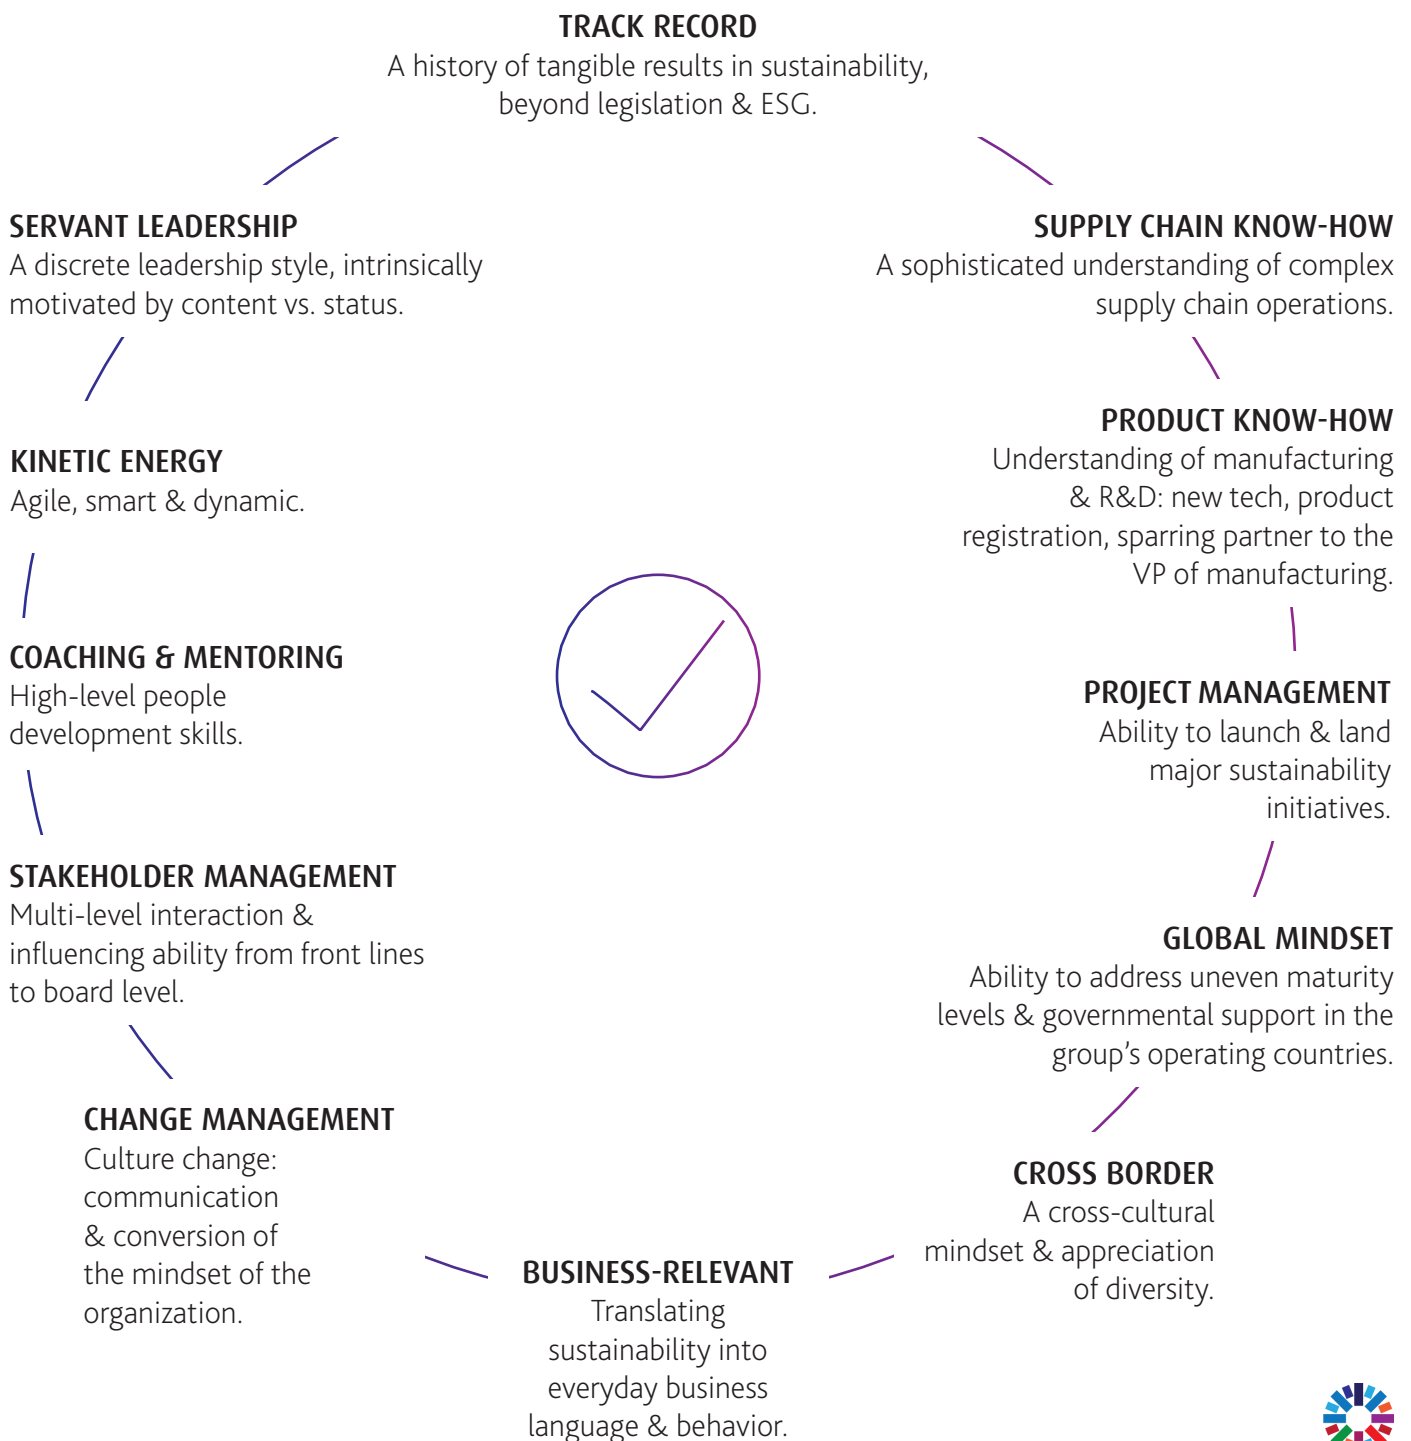 TRACK RECORD
A history of tangible results in sustainability,
beyond legislation & ESG.
SERVANT LEADERSHIP
A discrete leadership style, intrinsically
motivated by content vs. status.
SUPPLY CHAIN KNOW-HOW
A sophisticated understanding of complex
supply chain operations.
KINETIC ENERGY
Agile, smart & dynamic.
PRODUCT KNOW-HOW
Understanding of manufacturing
& R&D: new tech, product
registration, sparring partner to the
VP of manufacturing.
COACHING & MENTORING
High-level people
development skills.
PROJECT MANAGEMENT
Ability to launch & land
major sustainability
initiatives.
STAKEHOLDER MANAGEMENT
Multi-level interaction &
influencing ability from front lines
to board level.
GLOBAL MINDSET
Ability to address uneven maturity
levels & governmental support in the
group’s operating countries.
CHANGE MANAGEMENT
Culture change:
communication
& conversion of
the mindset of the
organization.
CROSS BORDER
A cross-cultural
mindset & appreciation
of diversity.
BUSINESS-RELEVANT
Translating
sustainability into
everyday business
language & behavior.